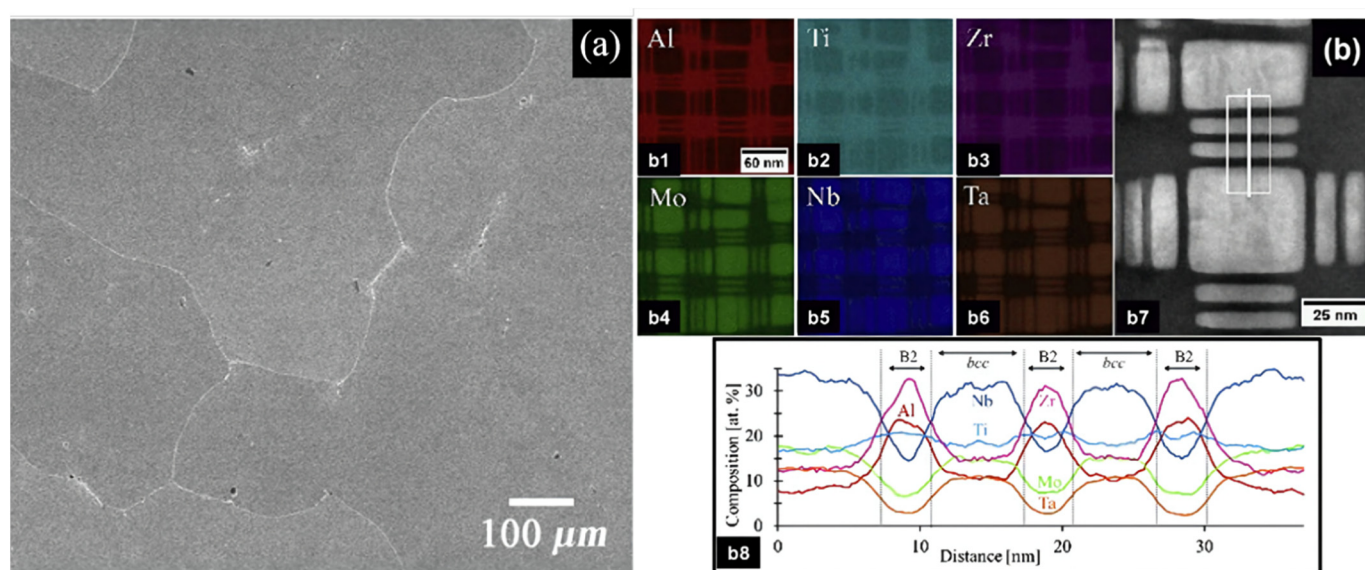 (a)
100 μm
Al
Ti
Zr
(b)
b1
60 nm
b2
b3
Mo
Nb
Ta
b4
b5
b6
b7
25 nm
B2
bcc
B2
bcc
B2
Composition [at. %]
30
20
10
0
Al
Nb
Zr
Ti
Mo
Ta
0
10
20
30
Distance [nm]
b8